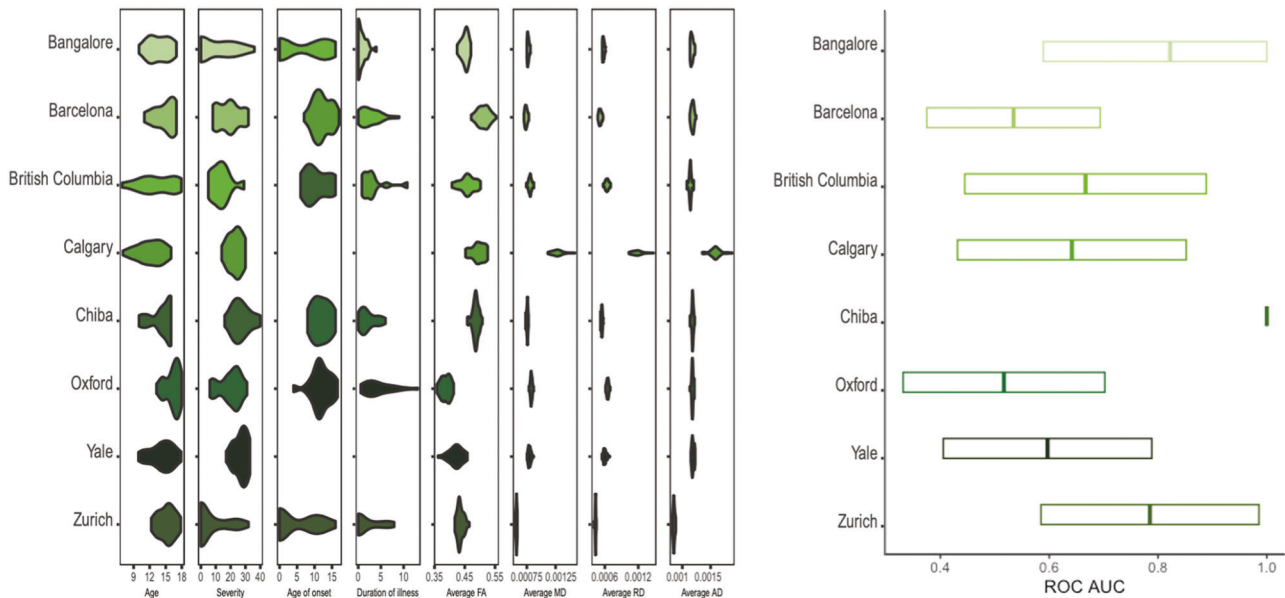 Bangalore
Barcelona
British Columbia
Calgary
Chiba
Oxford
Yale
Zurich
9 12 15 18
0 10 20 30 40
0 5 10 15
0 5 10
0.35 0.45 0.55
0.00075 0.00125
0.0006 0.0012
0.001 0.0015
Age
Severity
Age of onset
Duration of illness
Average FA
Average MD
Average RD
Average AD
Bangalore
Barcelona
British Columbia
Calgary
Chiba
Oxford
Yale
Zurich
0.4 0.6 0.8 1.0
ROC AUC